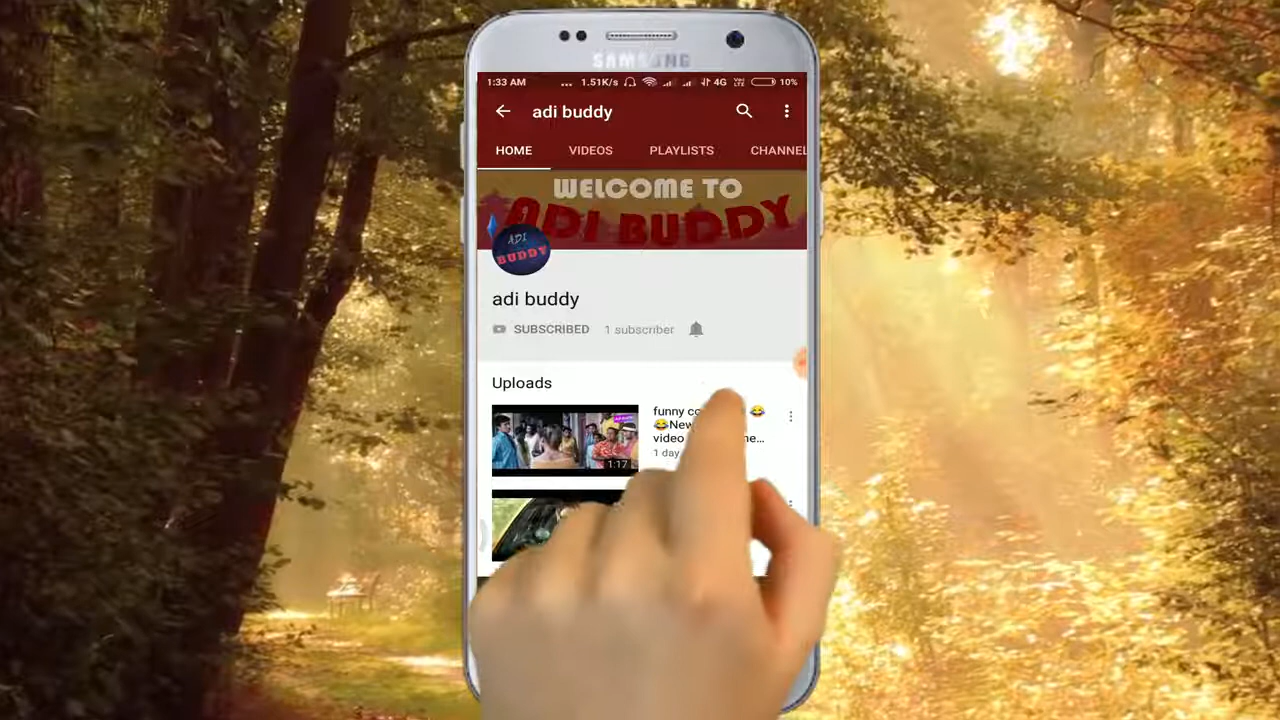 SAMSUNG
1:33 AM ... 1.51K/s 4G 10%
adi buddy
HOME VIDEOS PLAYLISTS CHANNEL
WELCOME TO
ADI BUDDY
ADI
BUDDY
adi buddy
SUBSCRIBED 1 subscriber
Uploads
funny co 😂
😂New
video ne...
1 day
1:17